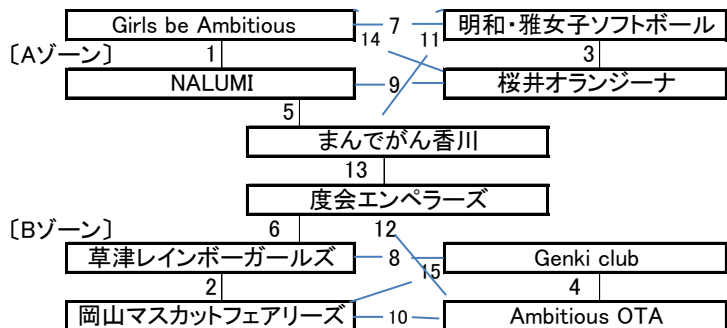 Girls be Ambitious 7 明和・雅女子ソフトボール
14 11
〔Aゾーン〕 1 3
NALUMI 9 桜井オランジーナ
5
まんでがん香川
13
度会エンペラーズ
〔Bゾーン〕 6 12
草津レインボーガールズ 8 Genki club
15
2 4
岡山マスカットフェアリーズ 10 Ambitious OTA